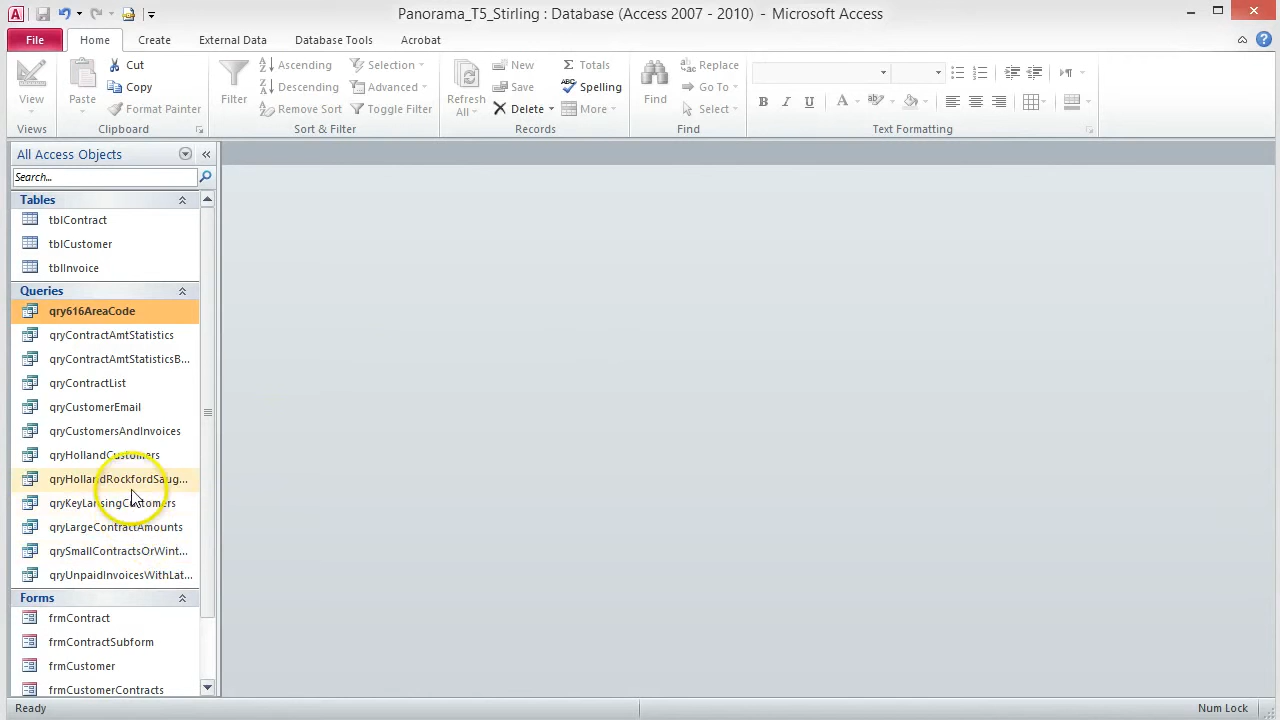 Panorama_T5_Stirling : Database (Access 2007 - 2010) - Microsoft Access
File Home Create External Data Database Tools Acrobat
View
Views
Paste
Cut
Copy
Format Painter
Clipboard
Filter
Ascending
Descending
Remove Sort
Selection
Advanced
Toggle Filter
Sort & Filter
Refresh
All
New
Save
Delete
Totals
Spelling
More
Records
Find
Replace
Go To
Select
Find
B I U A
Text Formatting
All Access Objects
Search...
Tables
tblContract
tblCustomer
tblInvoice
Queries
qry616AreaCode
qryContractAmtStatistics
qryContractAmtStatisticsB...
qryContractList
qryCustomerEmail
qryCustomersAndInvoices
qryHollandCustomers
qryHollandRockfordSaug...
qryKeyLansingCustomers
qryLargeContractAmounts
qrySmallContractsOrWint...
qryUnpaidInvoicesWithLat...
Forms
frmContract
frmContractSubform
frmCustomer
frmCustomerContracts
Ready
Num Lock